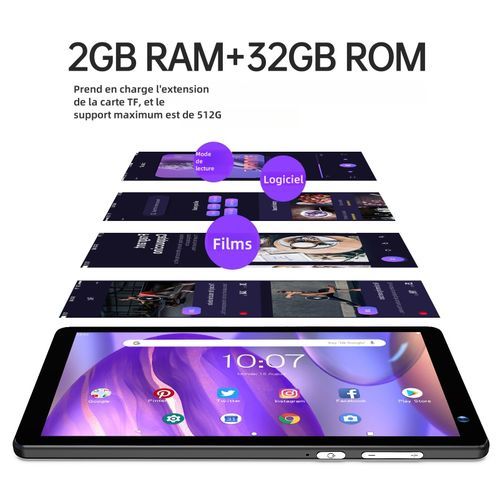 2GB RAM+32GB ROM
Prend en charge l'extension
de la carte TF, et le
support maximum est de 512G
Mode
de
lecture
Logiciel
Films
10:07
Google
Pinterest
Twitter
Instagram
Facebook
Play Store